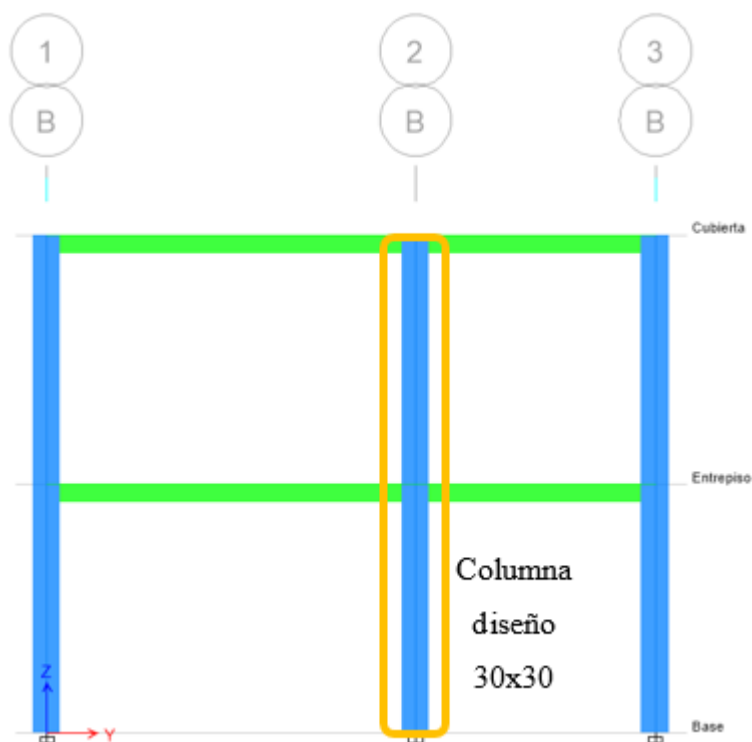 1 2 3
B B B
Cubierta
Entrepiso
Columna
diseño
30x30
Z
Y
Base